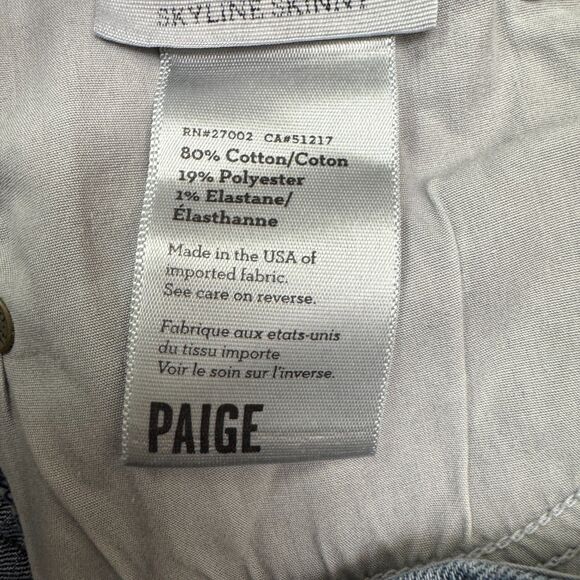 SKYLINE SKINNY
RN#27002 CA#51217
80% Cotton/Coton
19% Polyester
1% Elastane/
Élasthanne
Made in the USA of
imported fabric.
See care on reverse.
Fabrique aux etats-unis
du tissu importe
Voir le soin sur l'inverse.
PAIGE